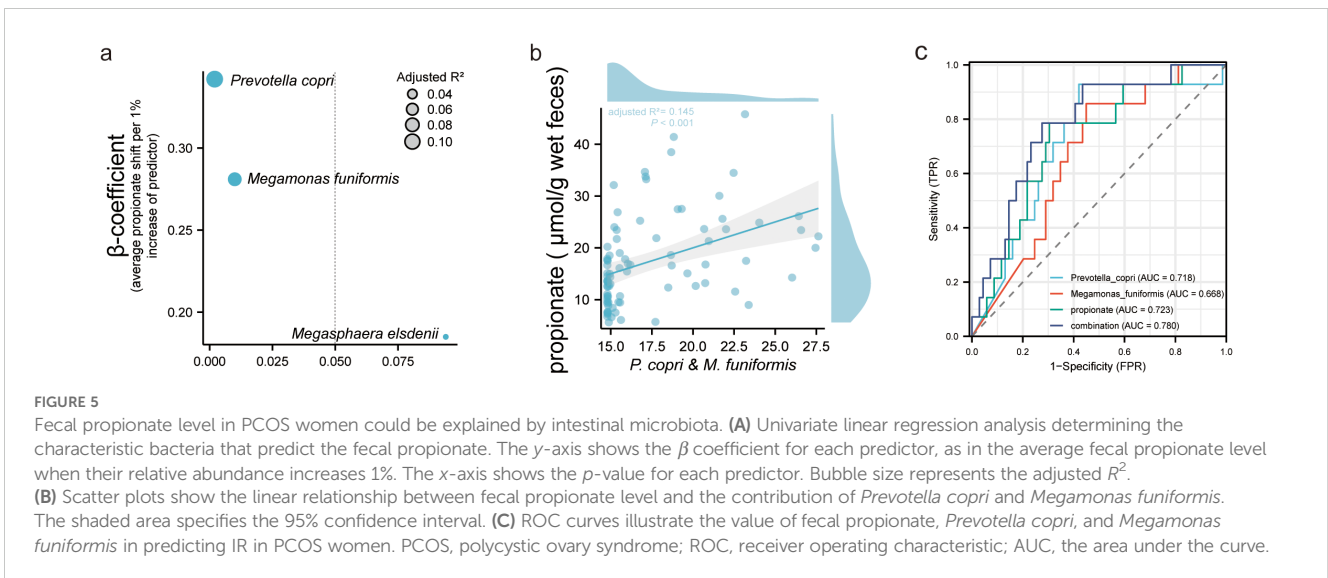 a
Prevotella copri
Megamonas funiformis
Megasphaera elsdenii
Adjusted R²
0.04
0.06
0.08
0.10
β-coefficient
(average propionate shift per 1%
increase of predictor)
0.30
0.25
0.20
0.000 0.025 0.050 0.075
b
adjusted R²= 0.145
P < 0.001
propionate ( μmol/g wet feces)
40
30
20
10
15.0 17.5 20.0 22.5 25.0 27.5
P. copri & M. funiformis
c
Sensitivity (TPR)
1.0
0.8
0.6
0.4
0.2
0.0
Prevotella_copri (AUC = 0.718)
Megamonas_funiformis (AUC = 0.668)
propionate (AUC = 0.723)
combination (AUC = 0.780)
0.0 0.2 0.4 0.6 0.8 1.0
1−Specificity (FPR)
FIGURE 5
Fecal propionate level in PCOS women could be explained by intestinal microbiota. (A) Univariate linear regression analysis determining the
characteristic bacteria that predict the fecal propionate. The y-axis shows the β coefficient for each predictor, as in the average fecal propionate level
when their relative abundance increases 1%. The x-axis shows the p-value for each predictor. Bubble size represents the adjusted R².
(B) Scatter plots show the linear relationship between fecal propionate level and the contribution of Prevotella copri and Megamonas funiformis.
The shaded area specifies the 95% confidence interval. (C) ROC curves illustrate the value of fecal propionate, Prevotella copri, and Megamonas
funiformis in predicting IR in PCOS women. PCOS, polycystic ovary syndrome; ROC, receiver operating characteristic; AUC, the area under the curve.